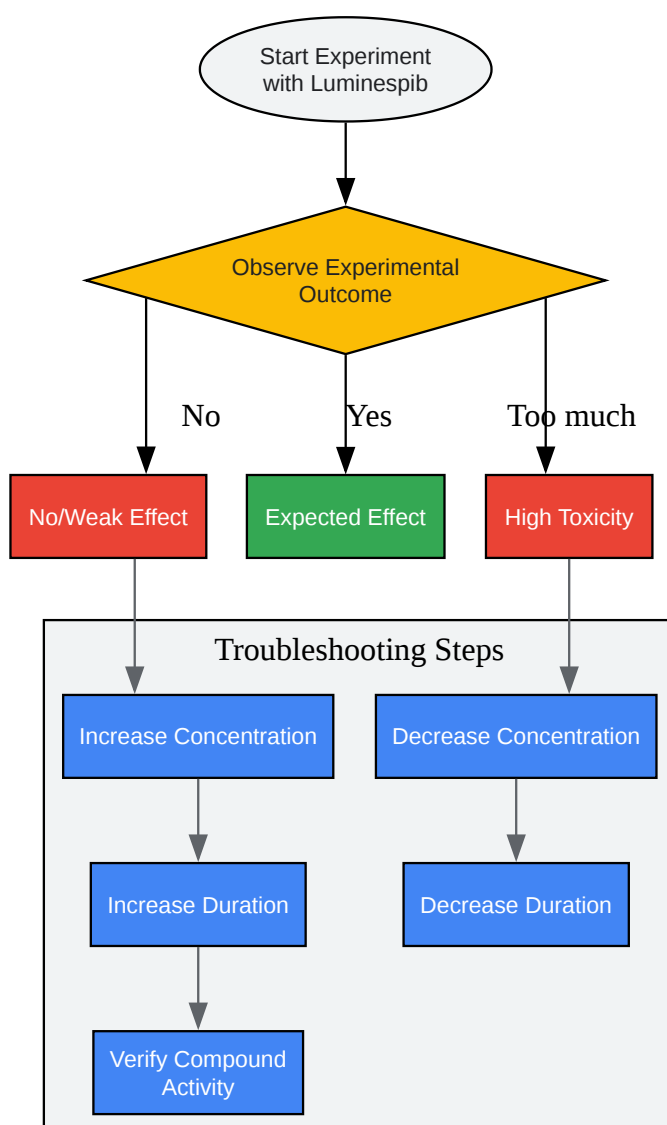 Start Experiment
with Luminespib
Observe Experimental
Outcome
No
Yes
Too much
No/Weak Effect
Expected Effect
High Toxicity
Troubleshooting Steps
Increase Concentration
Decrease Concentration
Increase Duration
Decrease Duration
Verify Compound
Activity